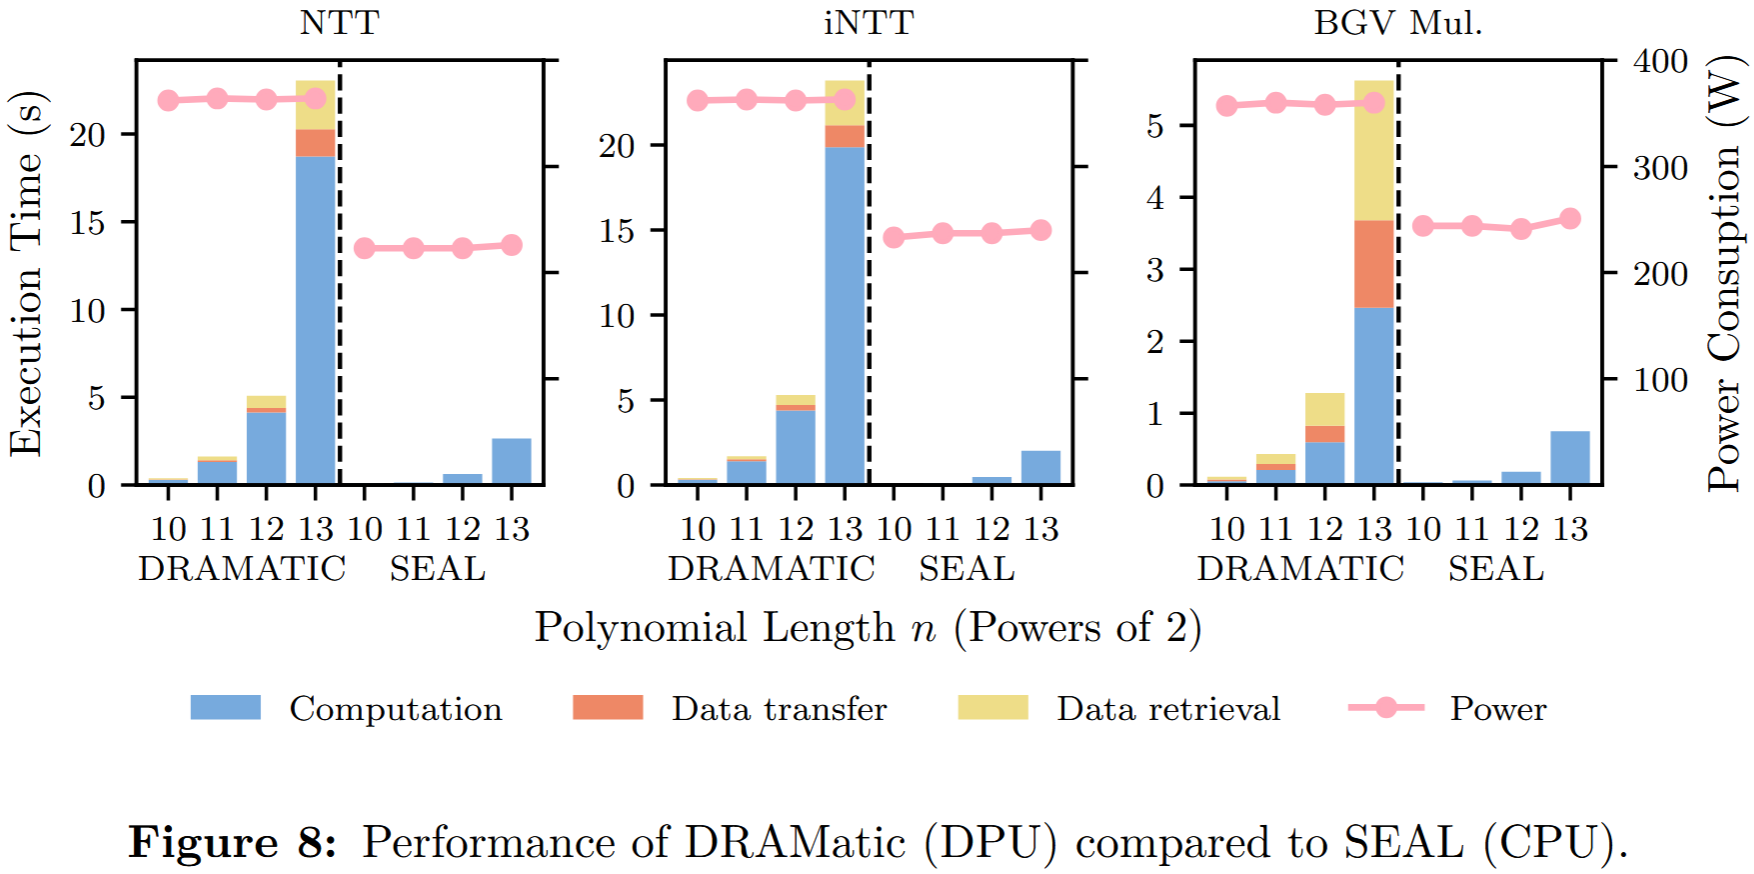 NTT
iNTT
BGV Mul.
Execution Time (s)
20
15
10
5
0
20
15
10
5
0
5
4
3
2
1
0
400
300
200
100
Power Consuption (W)
10 11 12 13 10 11 12 13
DRAMATIC SEAL
10 11 12 13 10 11 12 13
DRAMATIC SEAL
10 11 12 13 10 11 12 13
DRAMATIC SEAL
Polynomial Length n (Powers of 2)
Computation Data transfer Data retrieval Power
Figure 8: Performance of DRAMatic (DPU) compared to SEAL (CPU).